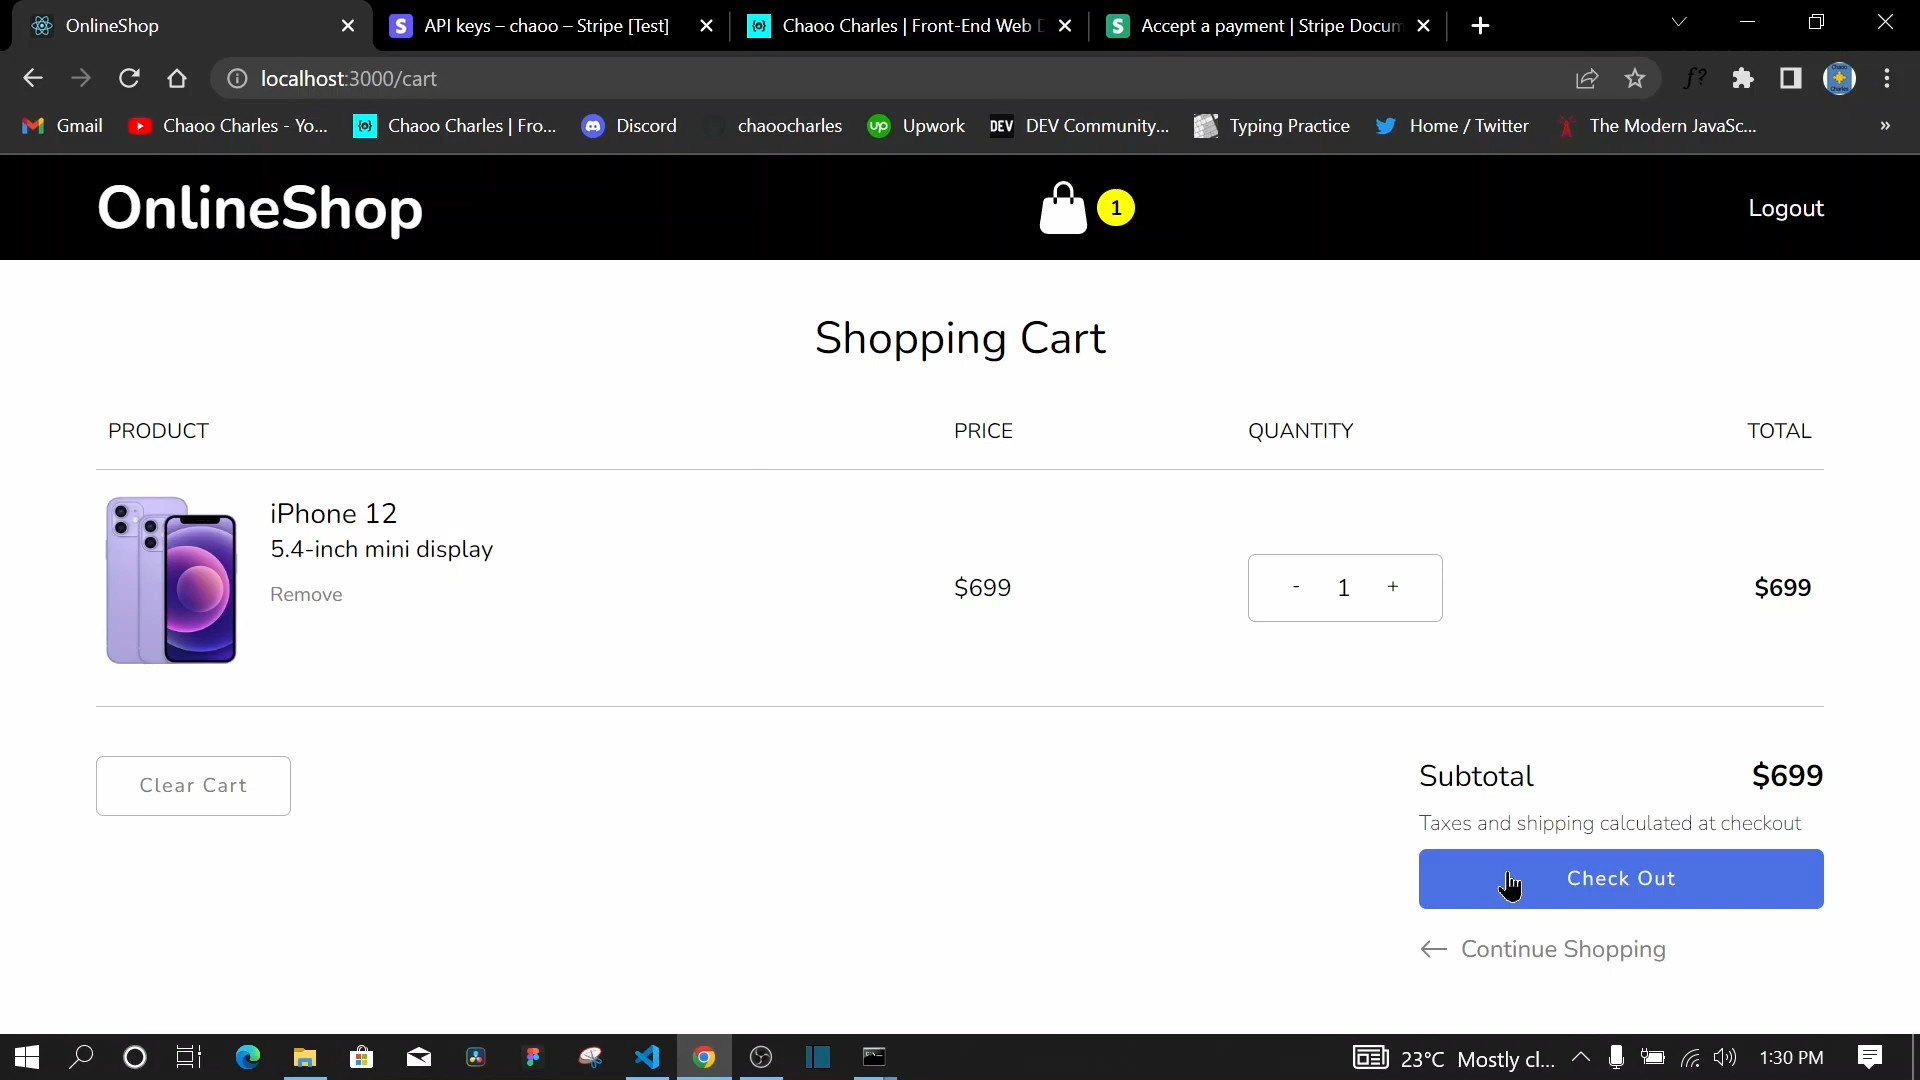 OnlineShop
API keys – chaoo – Stripe [Test]
Chaoo Charles | Front-End Web D
Accept a payment | Stripe Docum
localhost:3000/cart
f?
Gmail
Chaoo Charles - Yo...
Chaoo Charles | Fro...
Discord
chaoocharles
up
Upwork
DEV
DEV Community...
Typing Practice
Home / Twitter
The Modern JavaSc...
»
OnlineShop
1
Logout
Shopping Cart
PRODUCT
PRICE
QUANTITY
TOTAL
iPhone 12
5.4-inch mini display
Remove
$699
- 1 +
$699
Clear Cart
Subtotal
$699
Taxes and shipping calculated at checkout
Check Out
← Continue Shopping
23°C Mostly cl...
1:30 PM